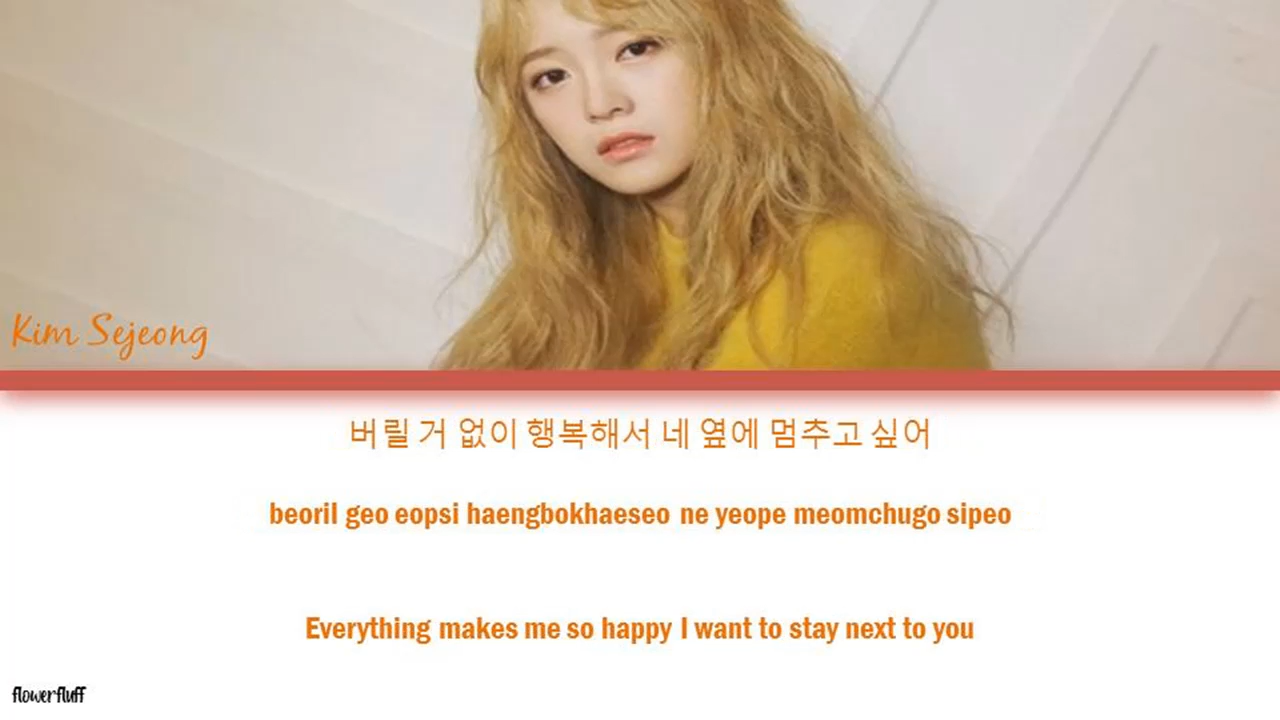 Kim Sejeong
버릴 거 없이 행복해서 네 옆에 멈추고 싶어
beoril geo eopsi haengbokhaeseo ne yeope meomchugo sipeo
Everything makes me so happy I want to stay next to you
flowerfluff